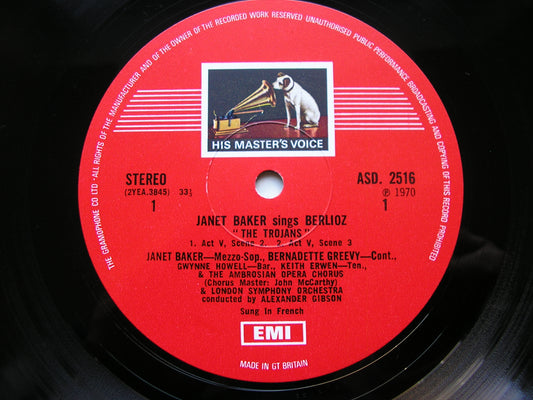 THE GRAMOPHONE CO LTD · ALL RIGHTS OF THE MANUFACTURER AND OF THE OWNER OF THE RECORDED WORK RESERVED UNAUTHORISED PUBLIC PERFORMANCE BROADCASTING AND COPYING OF THIS RECORD PROHIBITED
HIS MASTER'S VOICE
STEREO
(2YEA.3845) 33⅓
1
ASD. 2516
℗ 1970
1
JANET BAKER sings BERLIOZ
"THE TROJANS"
1. Act V, Scene 2. 2. Act V, Scene 3
JANET BAKER—Mezzo-Sop., BERNADETTE GREEVY—Cont.,
GWYNNE HOWELL—Bar., KEITH ERWEN—Ten.,
& THE AMBROSIAN OPERA CHORUS
(Chorus Master: John McCarthy)
& LONDON SYMPHONY ORCHESTRA
conducted by ALEXANDER GIBSON
Sung in French
EMI
MADE IN GT BRITAIN